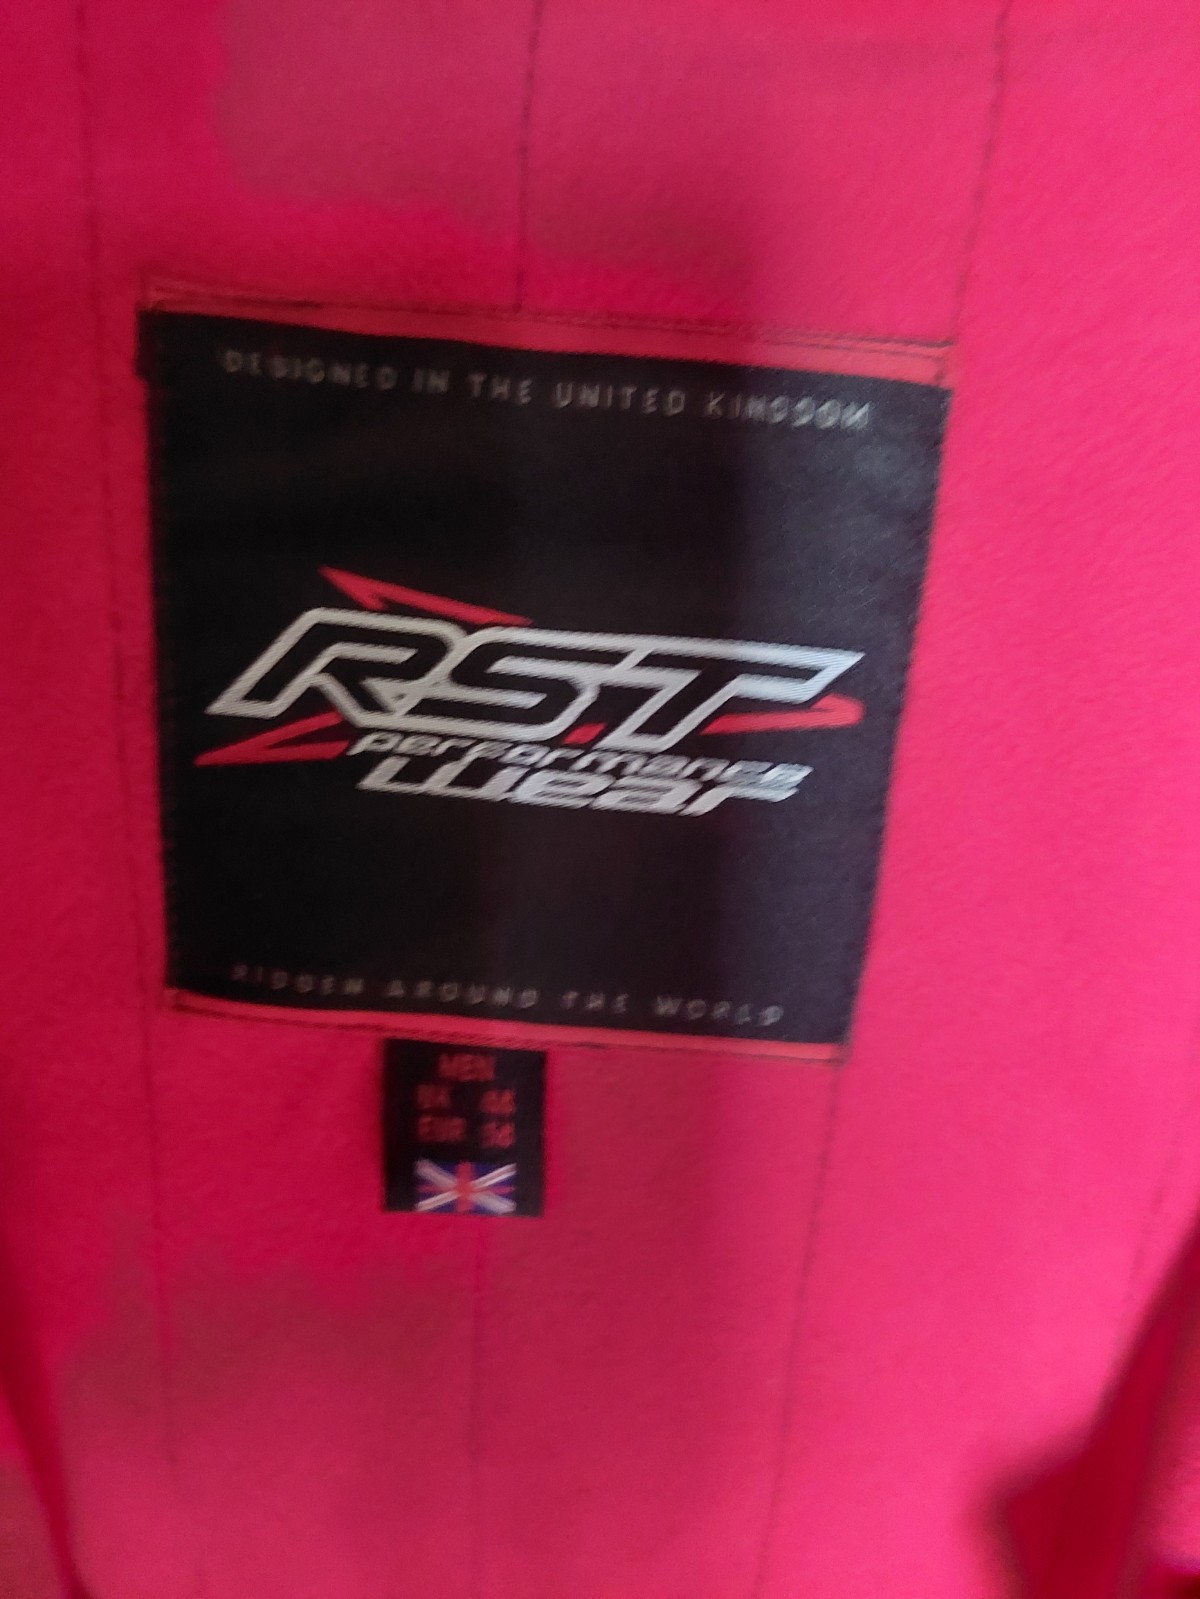 DESIGNED IN THE UNITED KINGDOM
RST
performance
wear
RIDDEN AROUND THE WORLD
MEN
UK 44
EUR 54